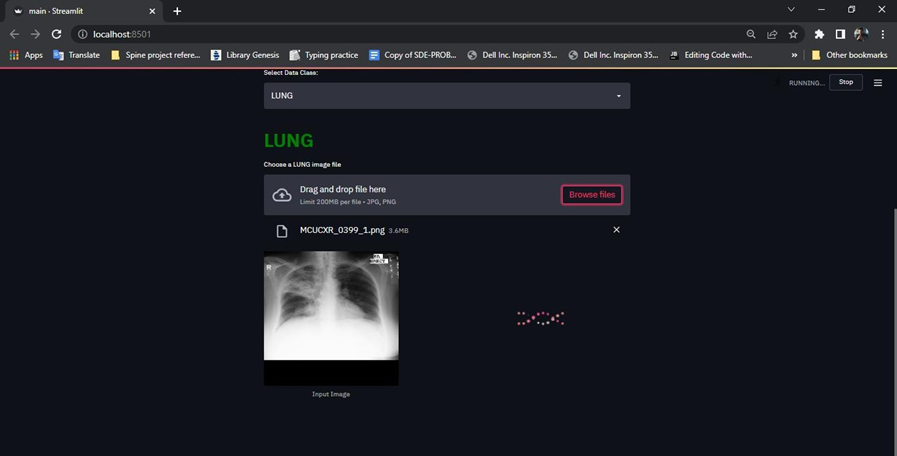 main - Streamlit
localhost:8501
Apps Translate Spine project refere... Library Genesis Typing practice Copy of SDE-PROB... Dell Inc. Inspiron 35... Dell Inc. Inspiron 35... Editing Code with... » Other bookmarks
Select Data Class:
RUNNING... Stop
LUNG
LUNG
Choose a LUNG image file
Drag and drop file here
Limit 200MB per file • JPG, PNG
Browse files
MCUCXR_0399_1.png 3.6MB
Input Image